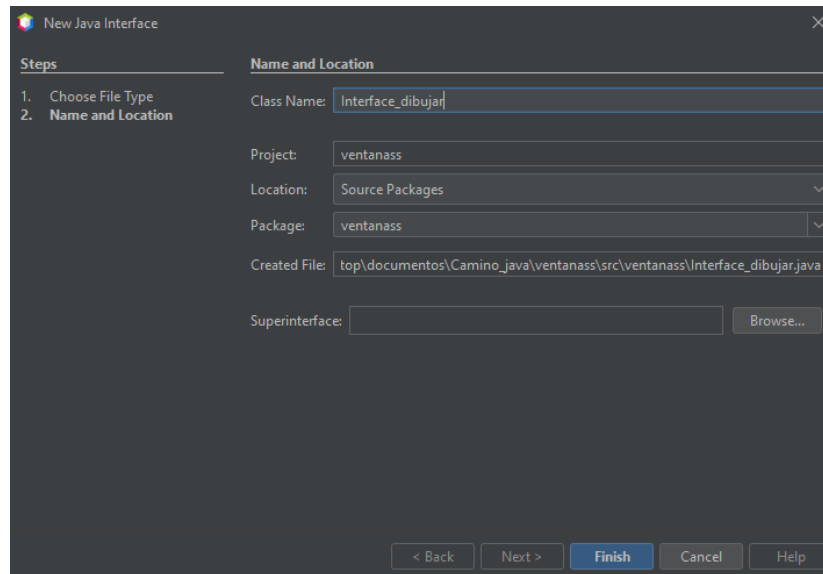 New Java Interface
Steps
1. Choose File Type
2. Name and Location
Name and Location
Class Name: Interface_dibujar
Project: ventanass
Location: Source Packages
Package: ventanass
Created File: top\documentos\Camino_java\ventanass\src\ventanass\Interface_dibujar.java
Superinterface: Browse...
< Back Next > Finish Cancel Help